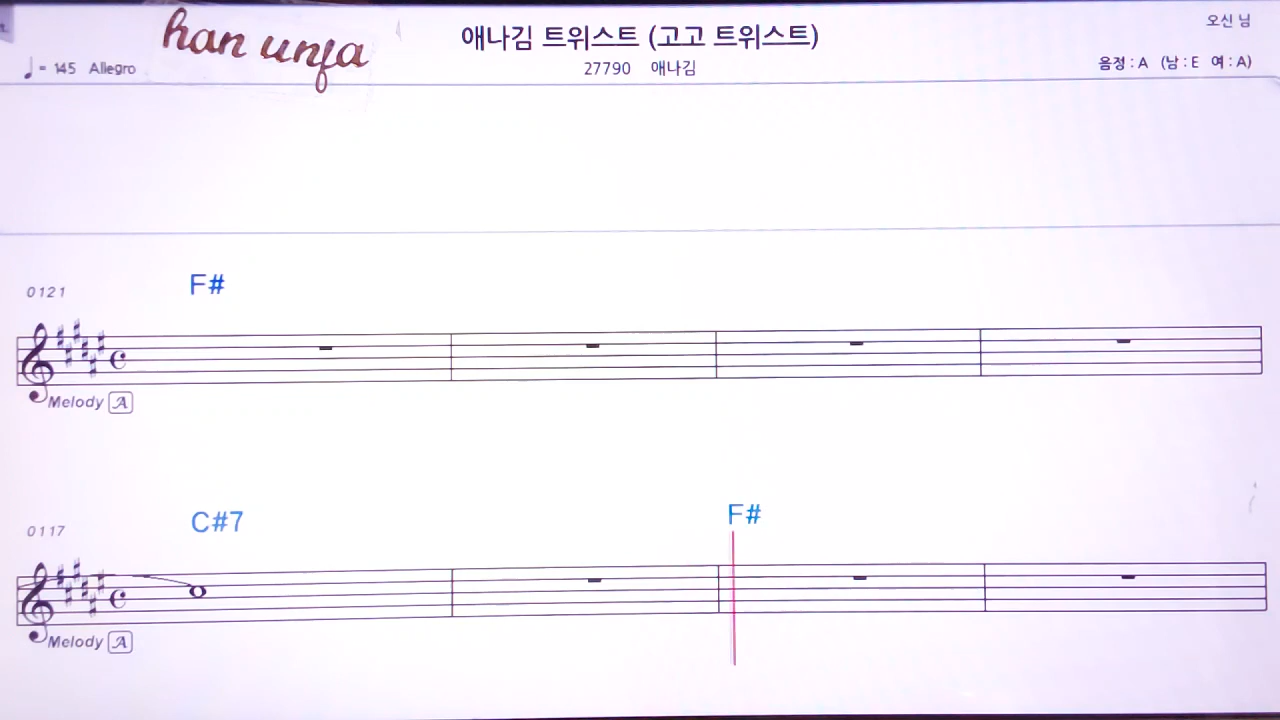 han unfa
애나김 트위스트 (고고 트위스트)
오신 님
♩= 145 Allegro
27790 애나김
음정 : A (남 : E 여 : A)
0121
F#
Melody A
0117
C#7
F#
Melody A